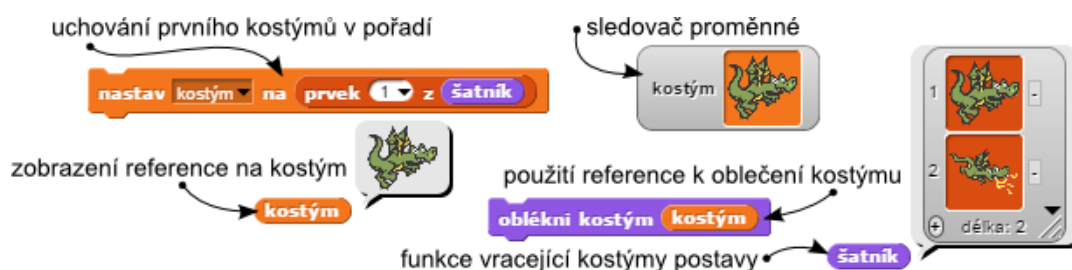 uchování prvního kostýmů v pořadí
nastav kostým na prvek 1 z šatník
zobrazení reference na kostým
kostým
sledovač proměnné
kostým
použití reference k oblečení kostýmu
oblékni kostým kostým
funkce vracející kostýmy postavy
šatník
1
-
2
-
+ délka: 2